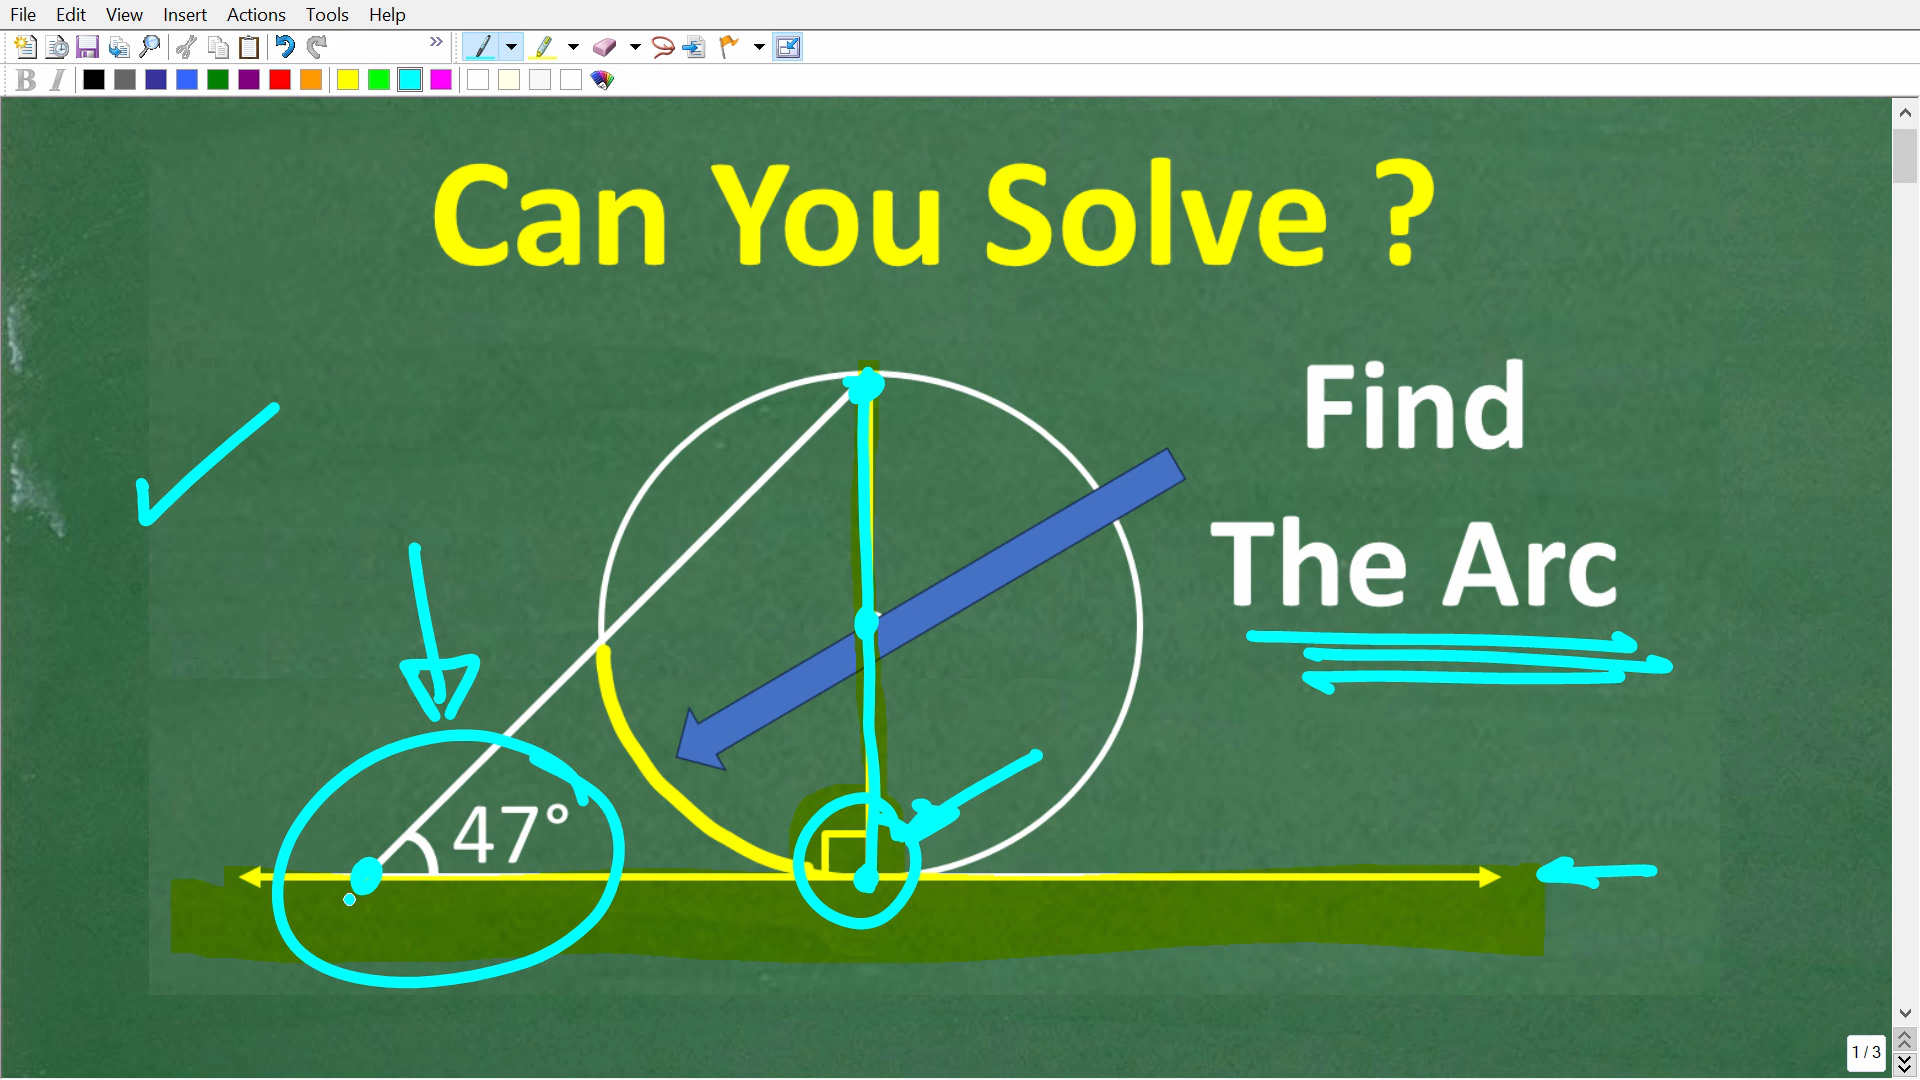 File Edit View Insert Actions Tools Help
B I
Can You Solve ?
Find
The Arc
47°
1 / 3